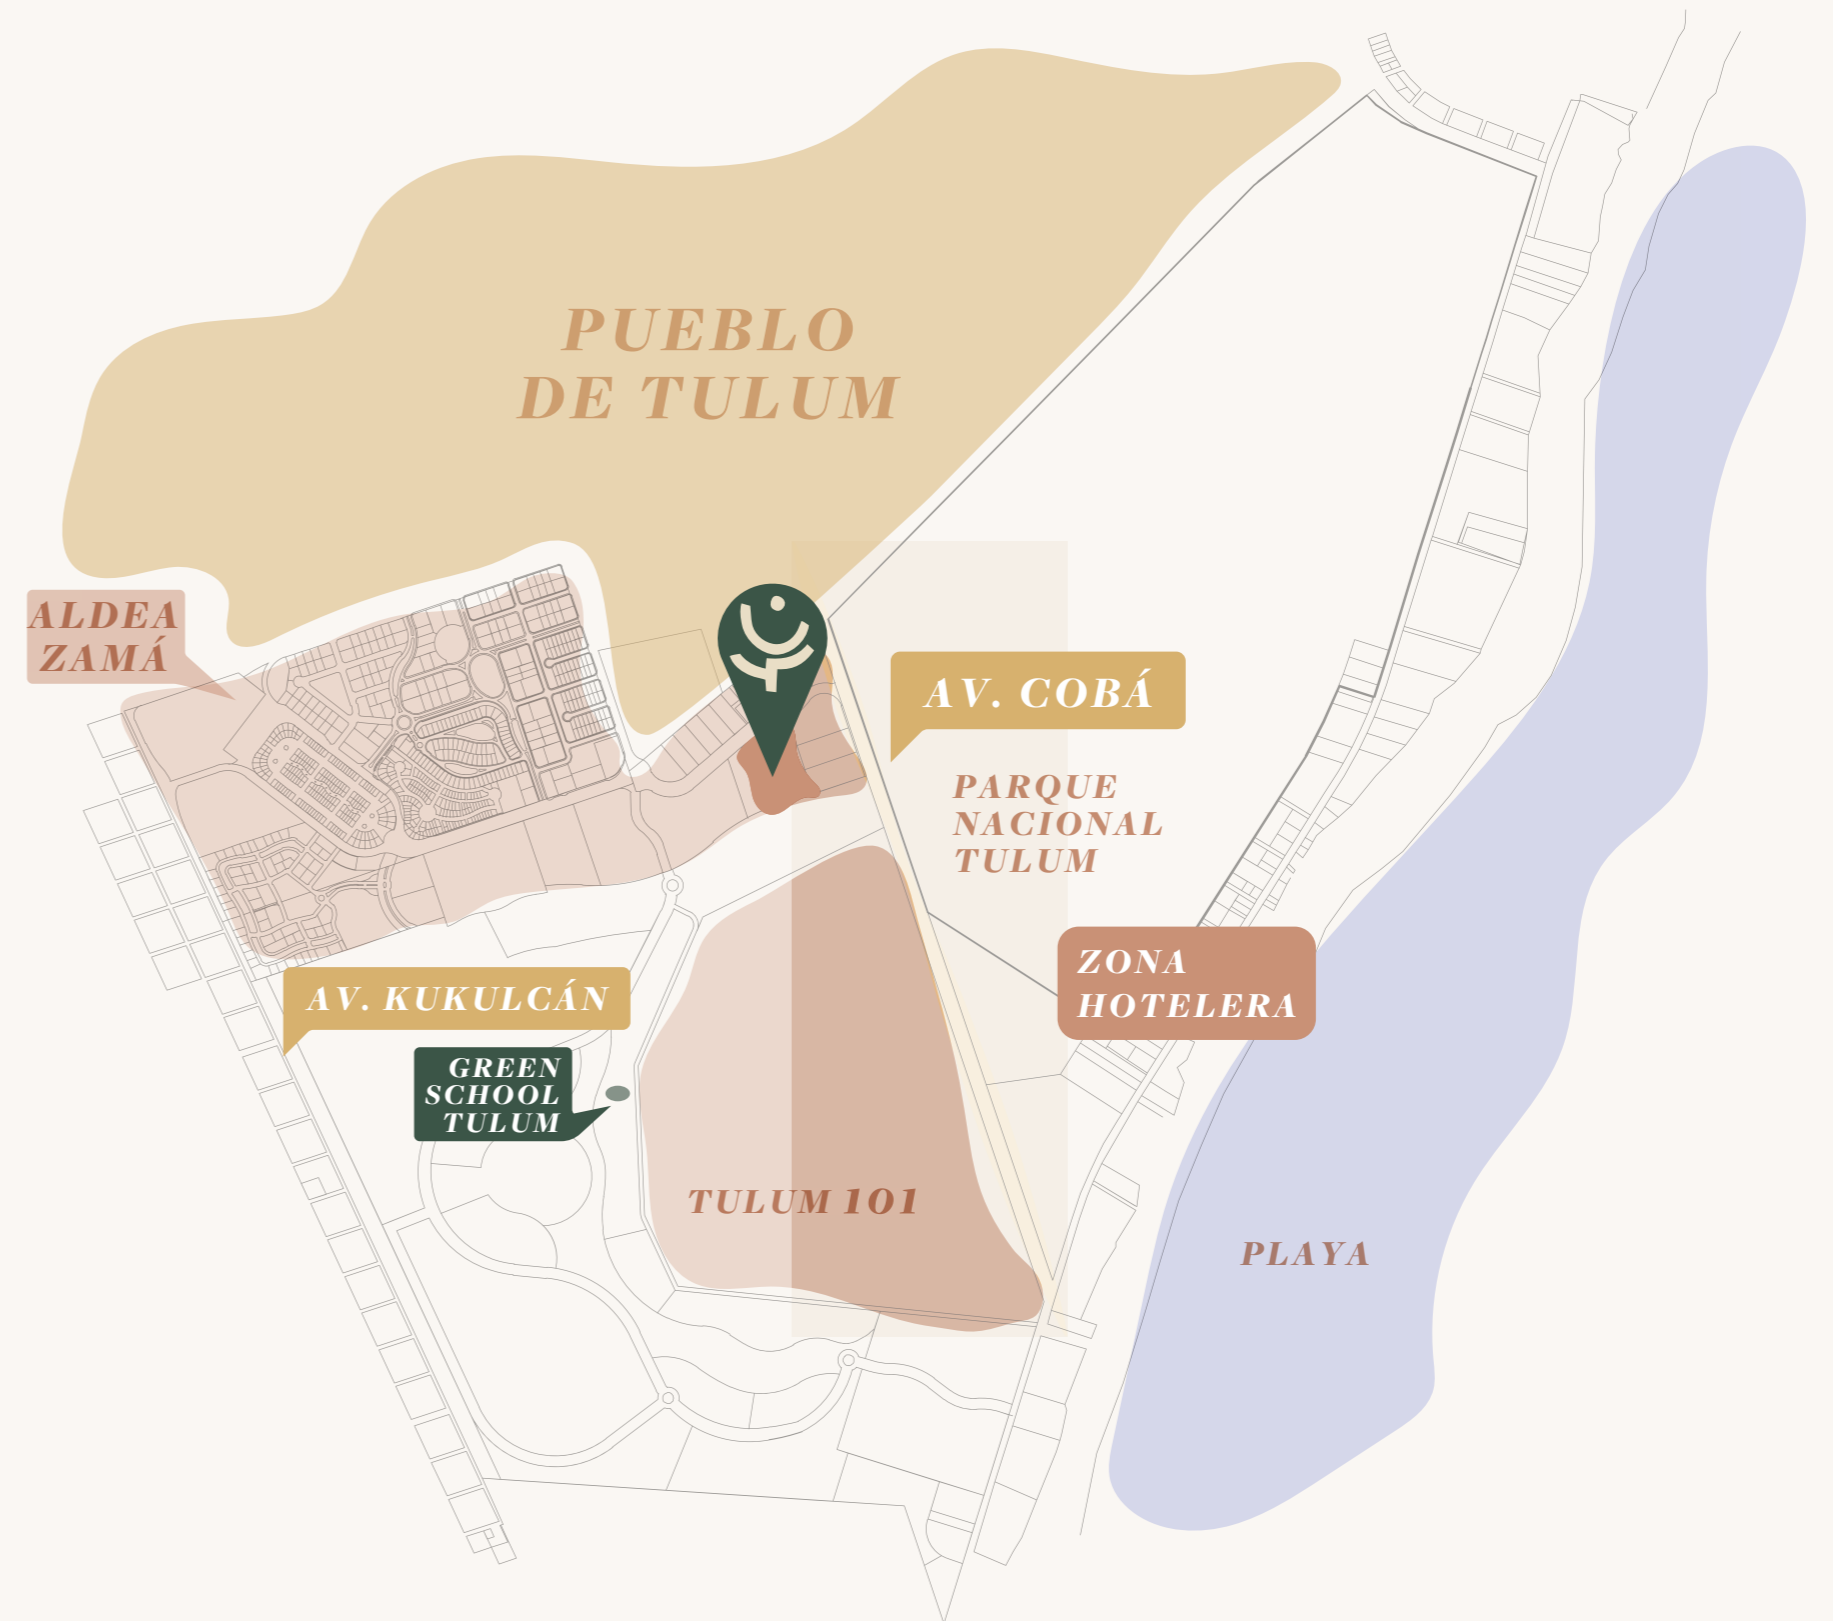 PUEBLO
DE TULUM
ALDEA
ZAMÁ
AV. COBÁ
PARQUE
NACIONAL
TULUM
ZONA
HOTELERA
AV. KUKULCÁN
GREEN
SCHOOL
TULUM
TULUM 101
PLAYA